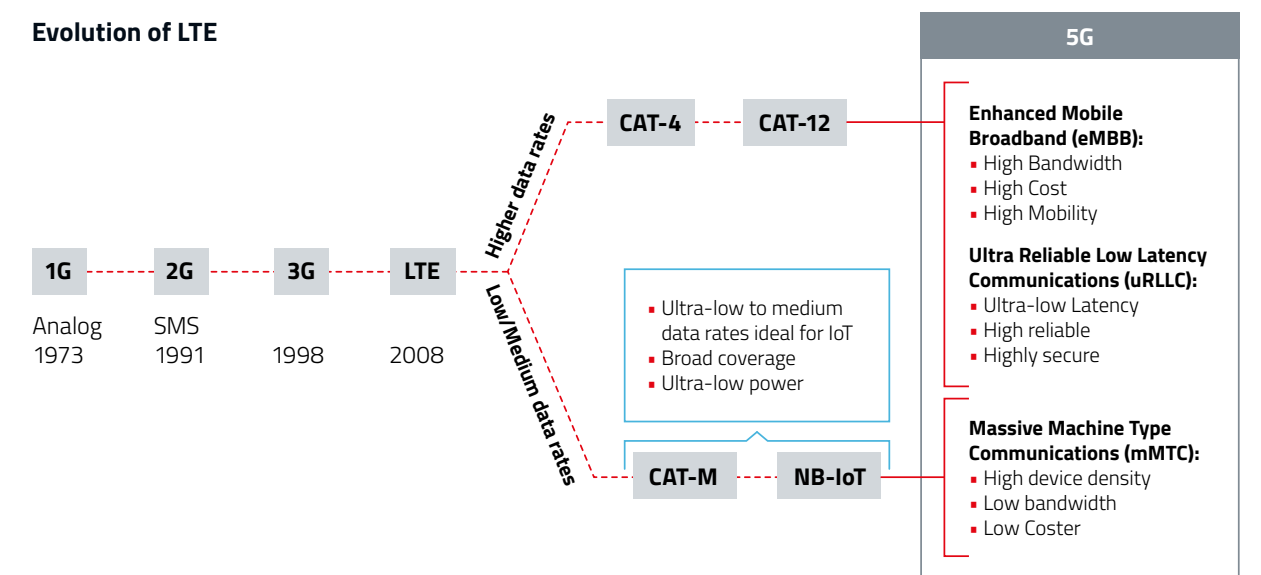 Evolution of LTE
1G
2G
3G
LTE
Analog
1973
SMS
1991
1998
2008
Higher data rates
Low/Medium data rates
CAT-4
CAT-12
▪ Ultra-low to medium
data rates ideal for IoT
▪ Broad coverage
▪ Ultra-low power
CAT-M
NB-IoT
5G
Enhanced Mobile
Broadband (eMBB):
▪ High Bandwidth
▪ High Cost
▪ High Mobility
Ultra Reliable Low Latency
Communications (uRLLC):
▪ Ultra-low Latency
▪ High reliable
▪ Highly secure
Massive Machine Type
Communications (mMTC):
▪ High device density
▪ Low bandwidth
▪ Low Coster